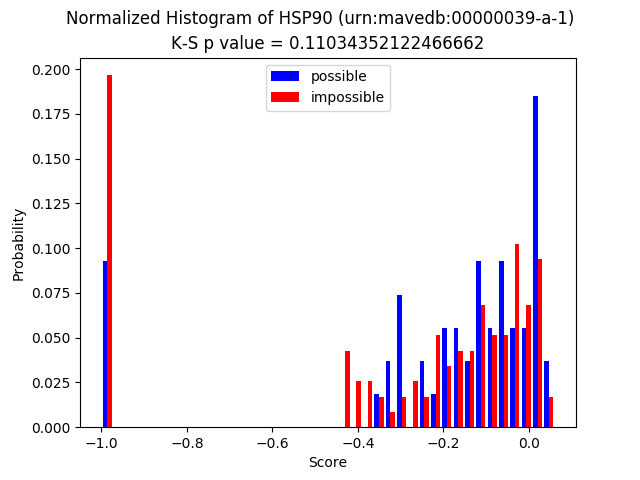 Normalized Histogram of HSP90 (urn:mavedb:00000039-a-1)
K-S p value = 0.11034352122466662
possible
impossible
0.200
0.175
0.150
0.125
0.100
0.075
0.050
0.025
0.000
Probability
−1.0
−0.8
−0.6
−0.4
−0.2
0.0
Score